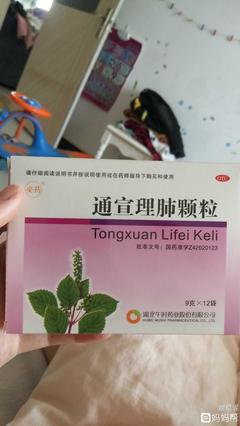 请仔细阅读说明书并按说明使用或在药师指导下购买和使用
OTC
通宣理肺颗粒
Tongxuan Lifei Keli
批准文号：国药准字Z42020123
9克×12袋
湖北午时药业股份有限公司
HUBEI WUSHI PHARMACEUTICAL CO., LTD.
妈妈帮